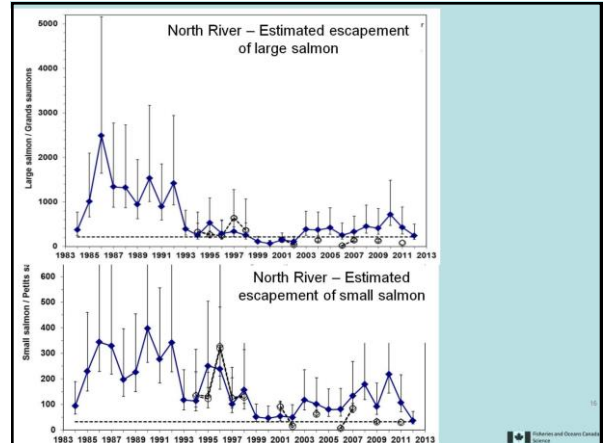 North River – Estimated escapement
of large salmon
Large salmon / Grands saumons
5000
4000
3000
2000
1000
0
1983 1985 1987 1989 1991 1993 1995 1997 1999 2001 2003 2005 2007 2009 2011 2013
North River – Estimated
escapement of small salmon
Small salmon / Petits s
600
500
400
300
200
100
0
1983 1985 1987 1989 1991 1993 1995 1997 1999 2001 2003 2005 2007 2009 2011 2013
16
Fisheries and Oceans Canada
Science